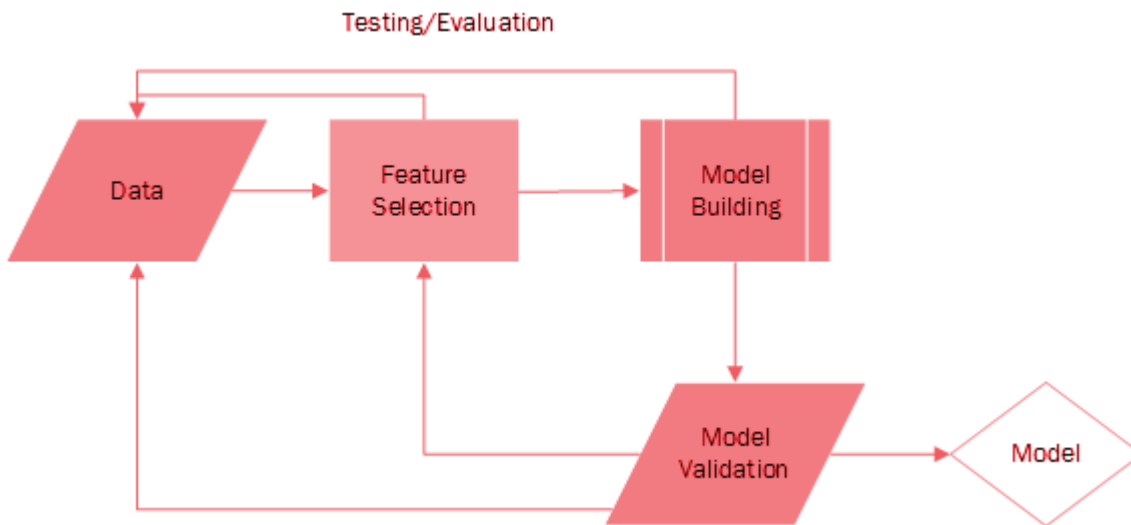 Testing/Evaluation
Data
Feature
Selection
Model
Building
Model
Validation
Model